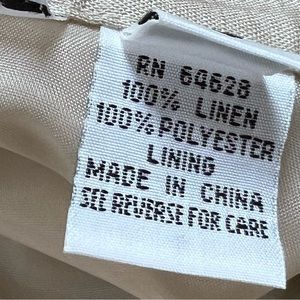 RN 64628
100% LINEN
100% POLYESTER
LINING
MADE IN CHINA
SEE REVERSE FOR CARE